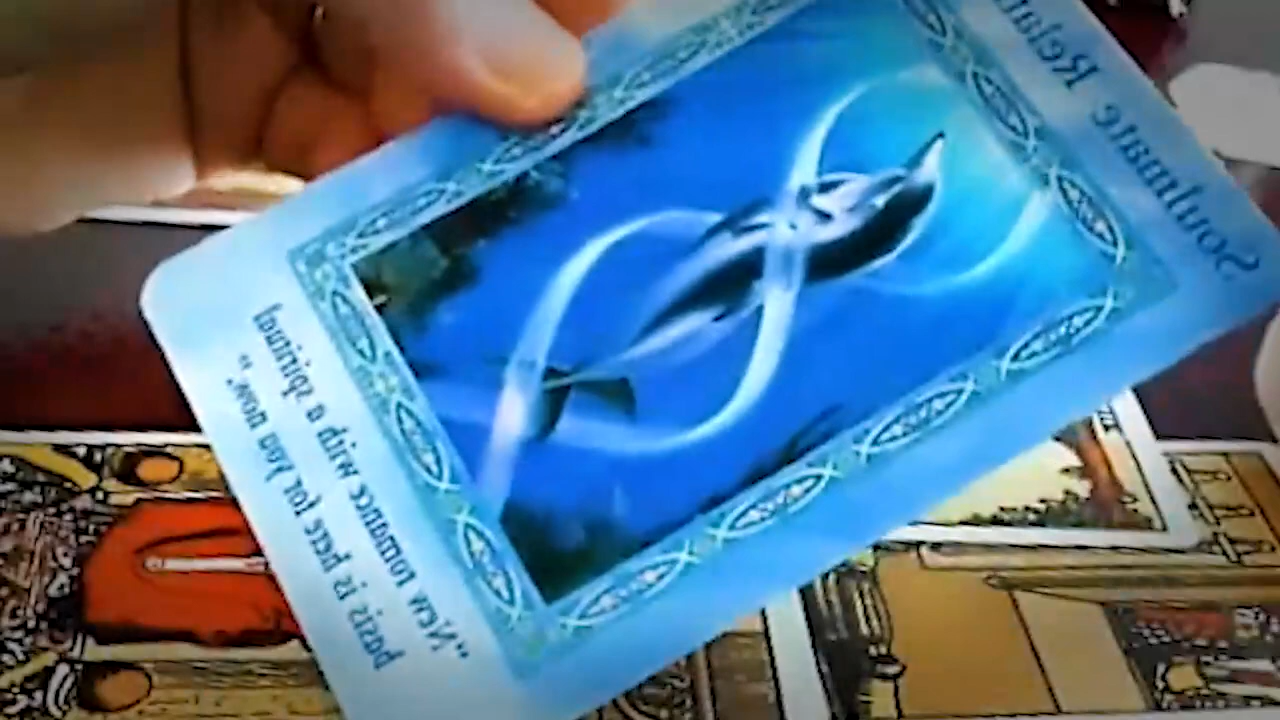 Soulmate Relat
"New romance with a spiritual
basis is here for you now."